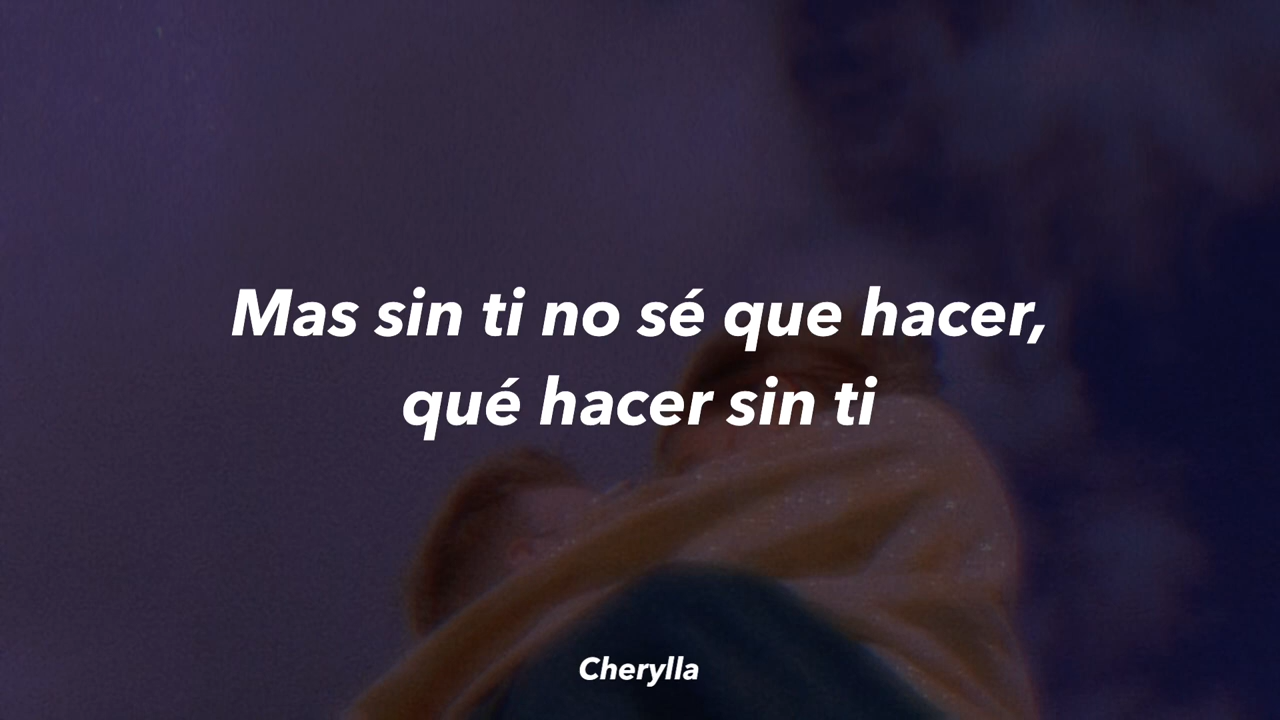 Mas sin ti no sé que hacer,
qué hacer sin ti
Cherylla